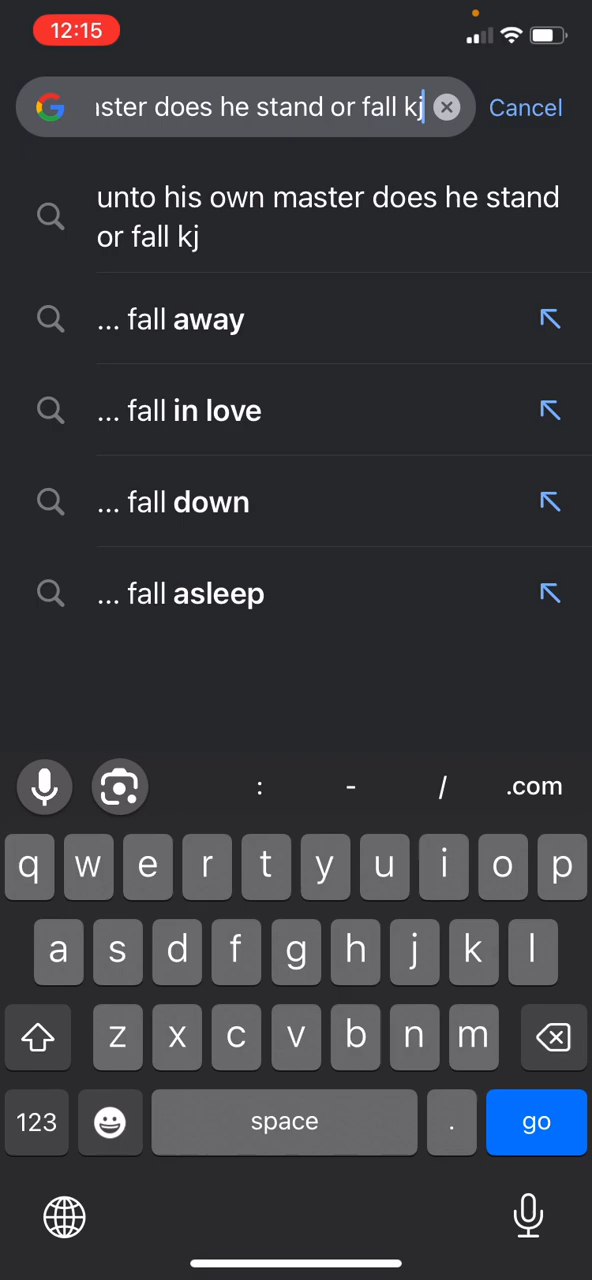 12:15
aster does he stand or fall kj
Cancel
unto his own master does he stand
or fall kj
... fall away
... fall in love
... fall down
... fall asleep
: - / .com
q w e r t y u i o p
a s d f g h j k l
z x c v b n m
123 space . go